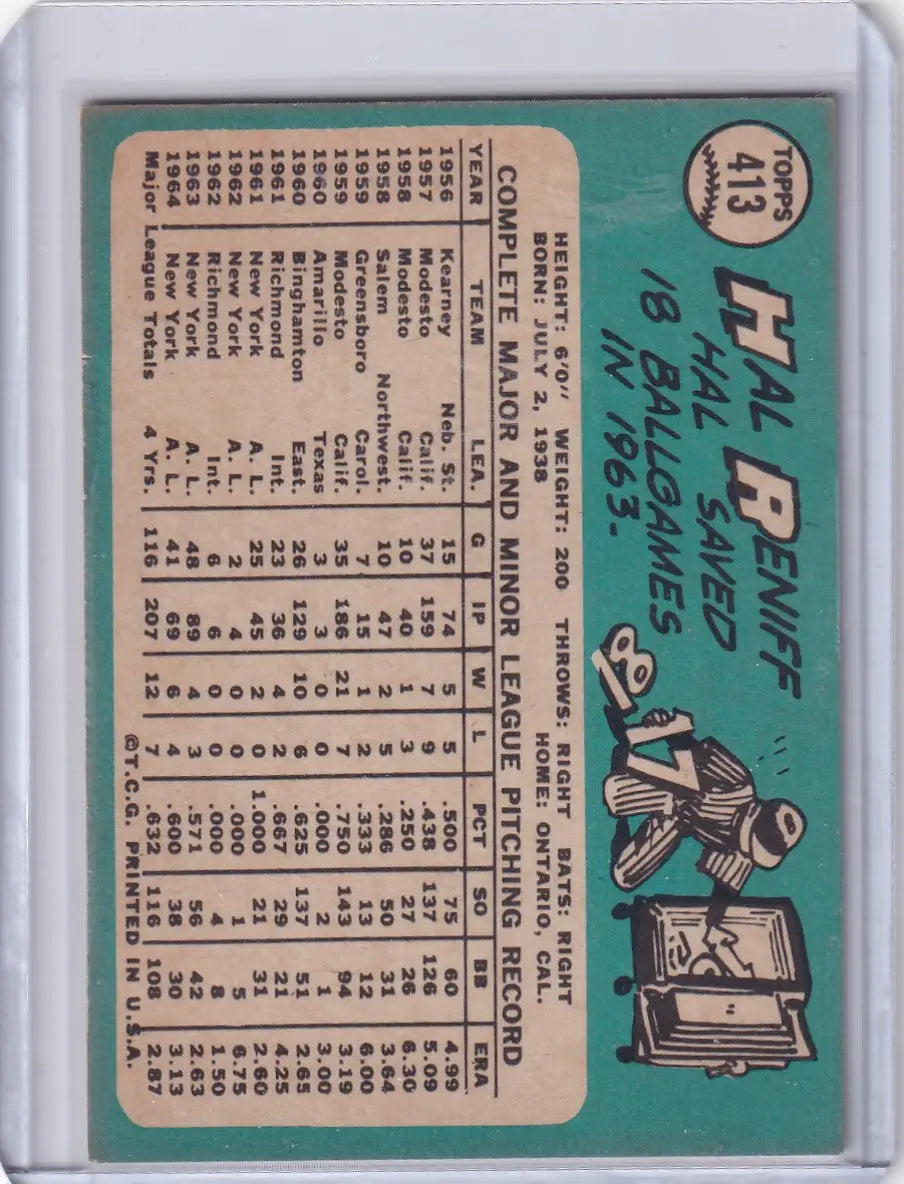 TOPPS
413
HAL RENIFF
HAL SAVED
18 BALLGAMES
IN 1963.
HEIGHT: 6'0" WEIGHT: 200 THROWS: RIGHT BATS: RIGHT
BORN: JULY 2, 1938 HOME: ONTARIO, CAL.
COMPLETE MAJOR AND MINOR LEAGUE PITCHING RECORD
YEAR TEAM LEA. G IP W L PCT SO BB ERA
1956 Kearney Neb. St. 15 74 5 5 .500 75 60 4.99
1957 Modesto Calif. 37 159 7 9 .438 137 126 5.09
1958 Modesto Calif. 10 40 1 3 .250 27 26 6.30
1958 Salem Northwest. 10 47 2 5 .286 50 31 3.64
1959 Greensboro Carol. 7 15 1 2 .333 13 12 6.00
1959 Modesto Calif. 35 186 21 7 .750 143 94 3.19
1960 Amarillo Texas 3 3 0 0 .000 2 1 3.00
1960 Binghamton East. 26 129 10 6 .625 137 51 2.65
1961 Richmond Int. 23 36 4 2 .667 29 21 4.25
1961 New York A. L. 25 45 2 0 1.000 21 31 2.60
1962 New York A. L. 2 4 0 0 .000 1 5 6.75
1962 Richmond Int. 6 6 0 0 .000 4 8 1.50
1963 New York A. L. 48 89 4 3 .571 56 42 2.63
1964 New York A. L. 41 69 6 4 .600 38 30 3.13
Major League Totals 4 Yrs. 116 207 12 7 .632 116 108 2.87
©T.C.G. PRINTED IN U.S.A.